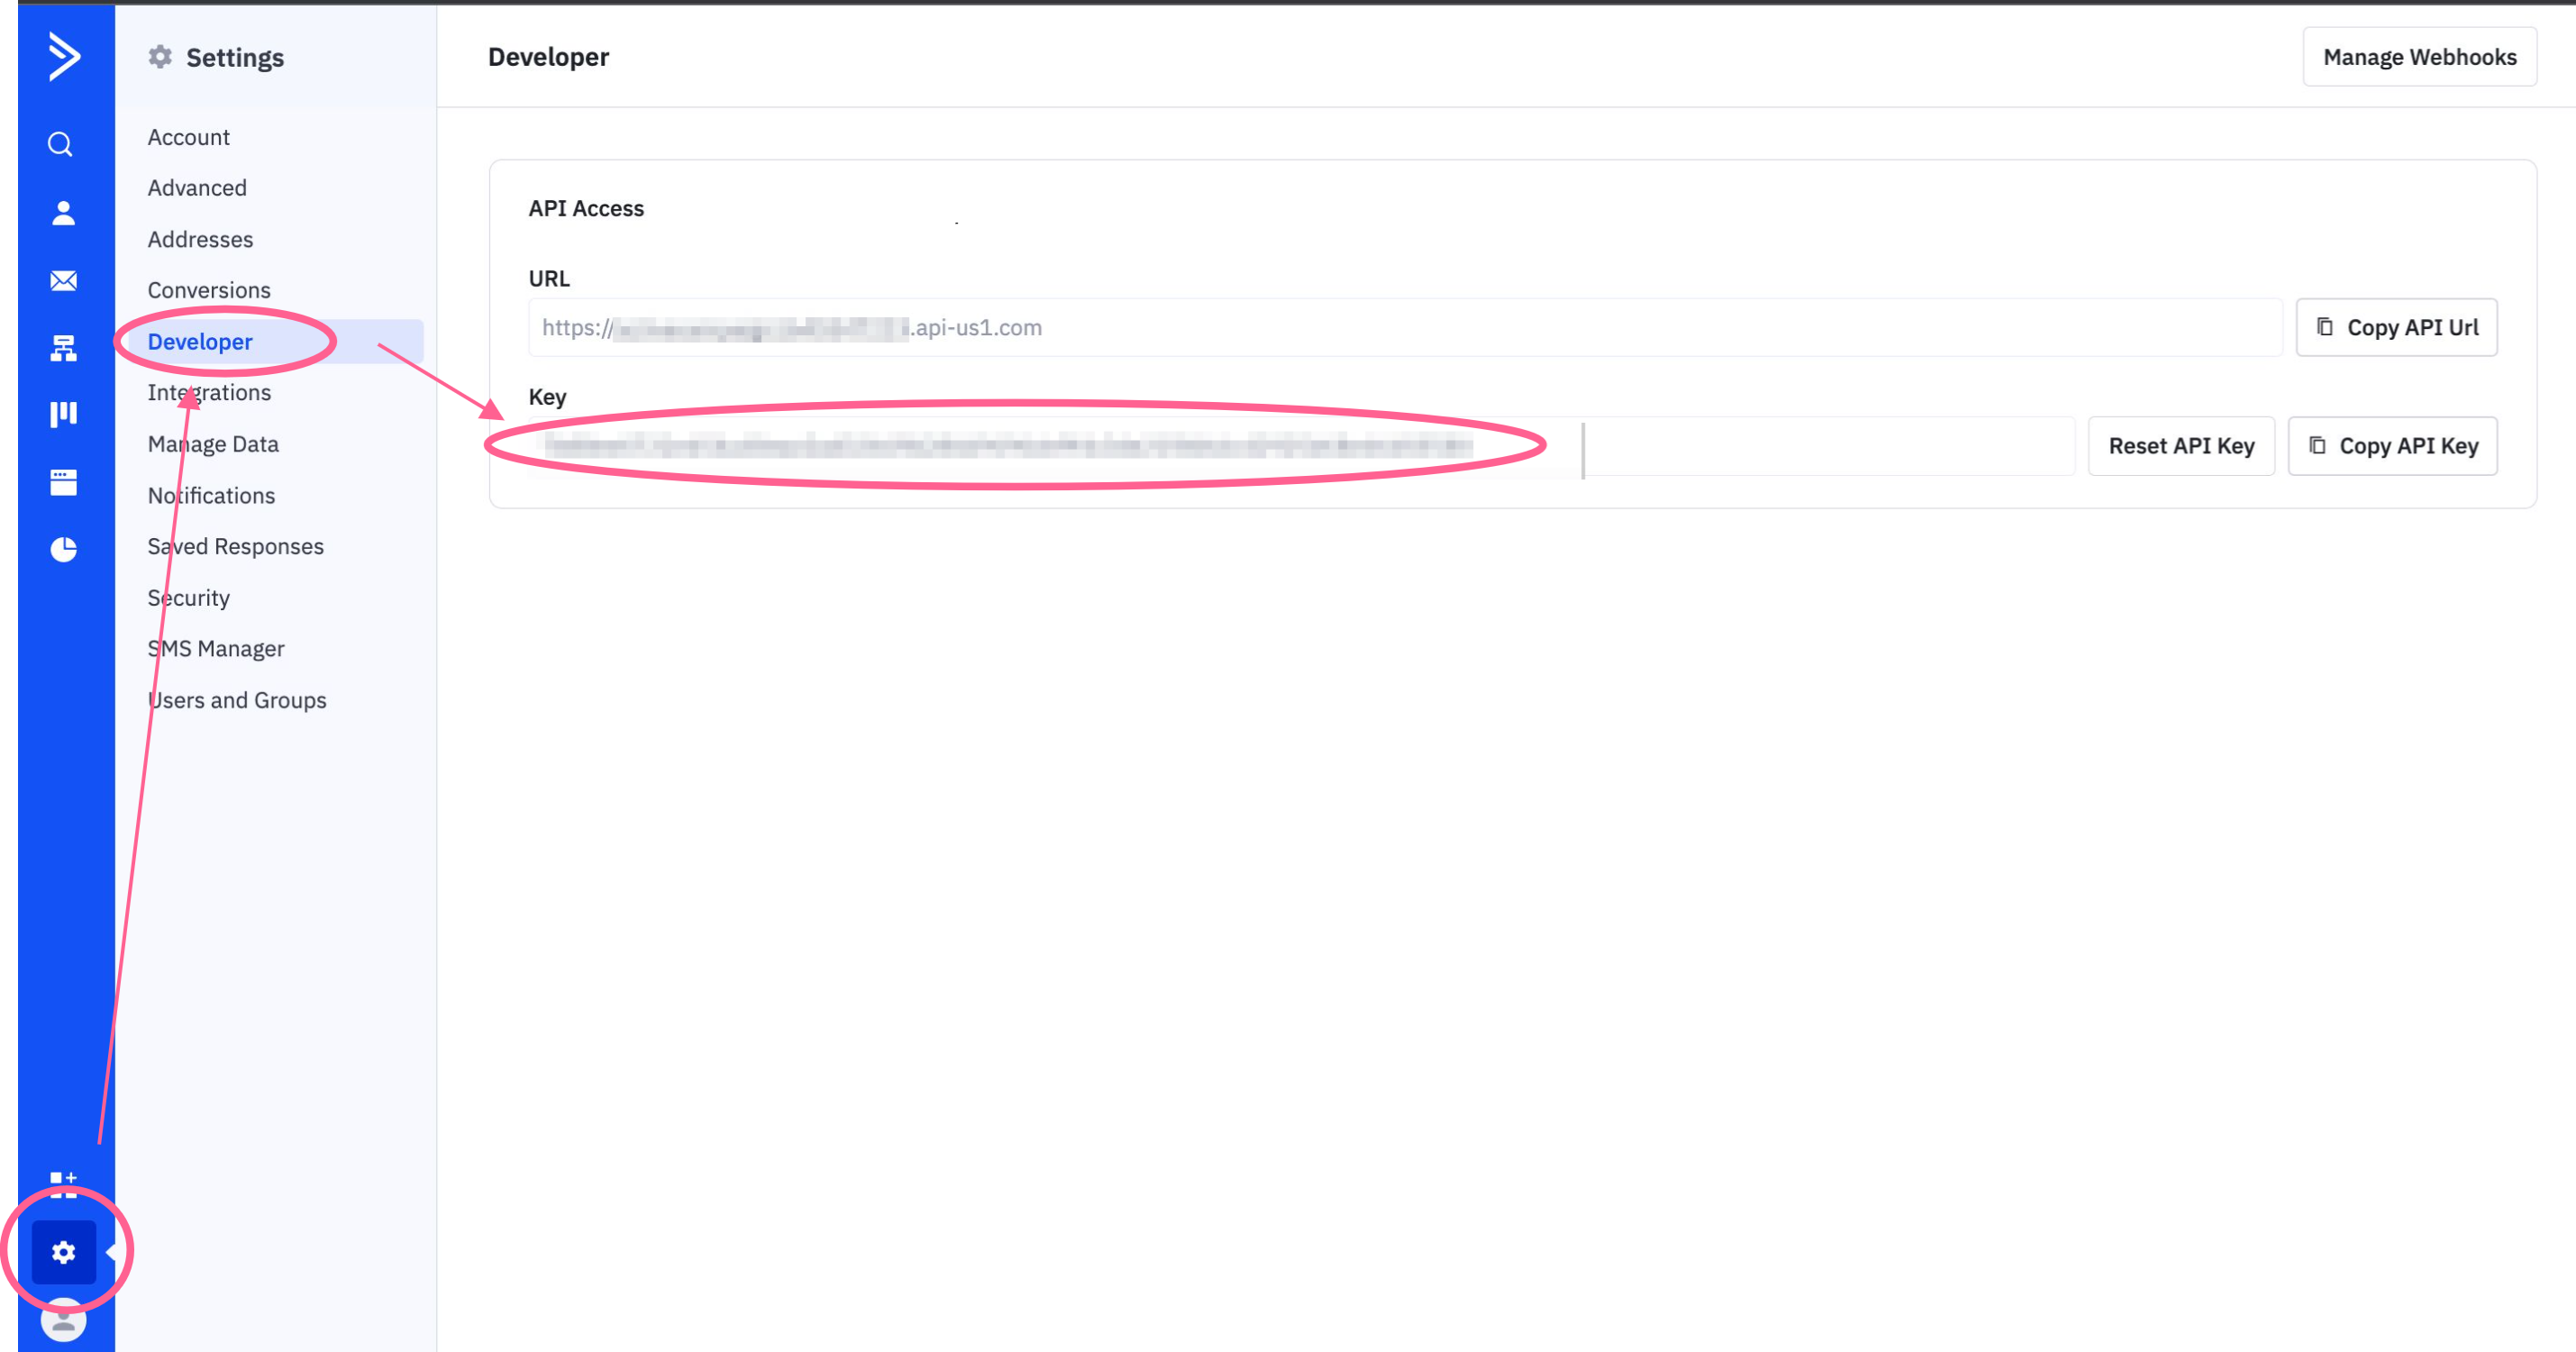 Settings
Account
Advanced
Addresses
Conversions
Developer
Integrations
Manage Data
Notifications
Saved Responses
Security
SMS Manager
Users and Groups
Developer
Manage Webhooks
API Access
URL
https:// .api-us1.com
Copy API Url
Key
Reset API Key
Copy API Key